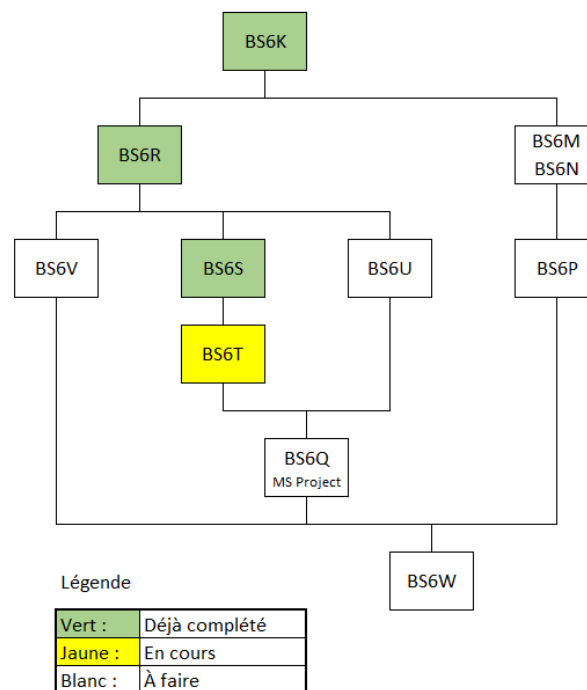 BS6K
BS6R
BS6M
BS6N
BS6V
BS6S
BS6U
BS6P
BS6T
BS6Q
MS Project
BS6W
Légende
Vert : Déjà complété
Jaune : En cours
Blanc : À faire